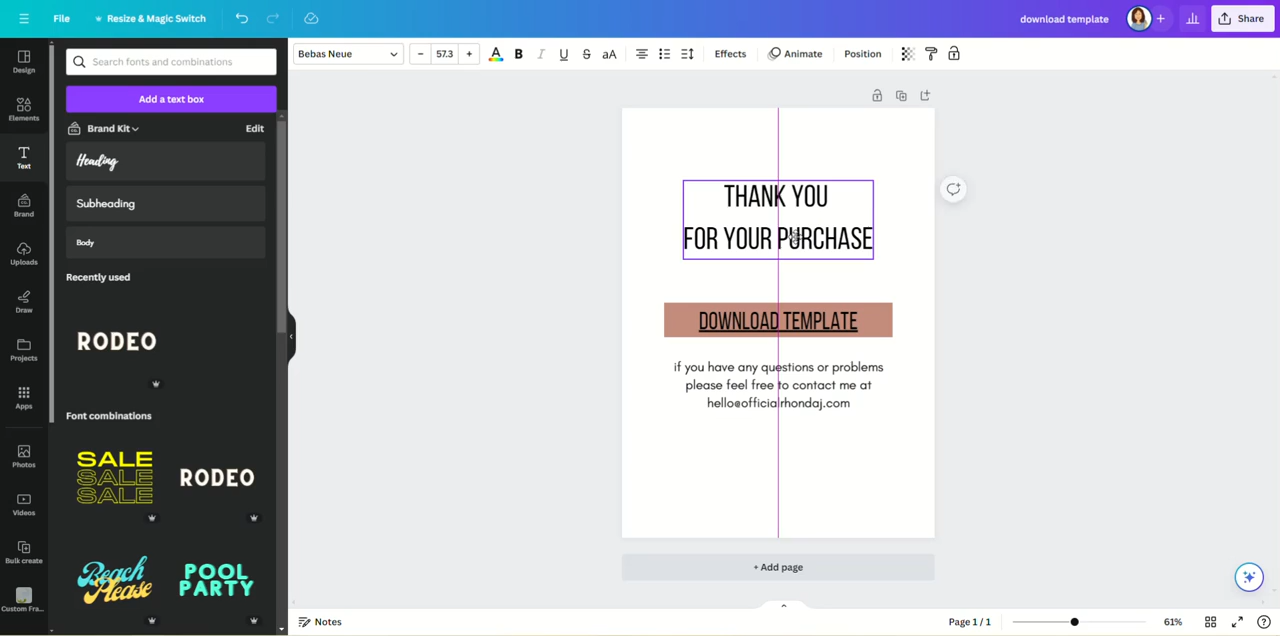 File
Resize & Magic Switch
download template
+
Share
Design
Elements
Text
Brand
Uploads
Draw
Projects
Apps
Photos
Videos
Bulk create
Custom Fra...
Search fonts and combinations
Add a text box
Brand Kit
Edit
Heading
Subheading
Body
Recently used
RODEO
Font combinations
SALE
SALE
SALE
RODEO
Beach
Please
POOL
PARTY
Bebas Neue
− 57.3 +
A B I U S aA
Effects
Animate
Position
THANK YOU
FOR YOUR PURCHASE
DOWNLOAD TEMPLATE
if you have any questions or problems
please feel free to contact me at
hello@officialrhondaj.com
+ Add page
Notes
Page 1 / 1
61%